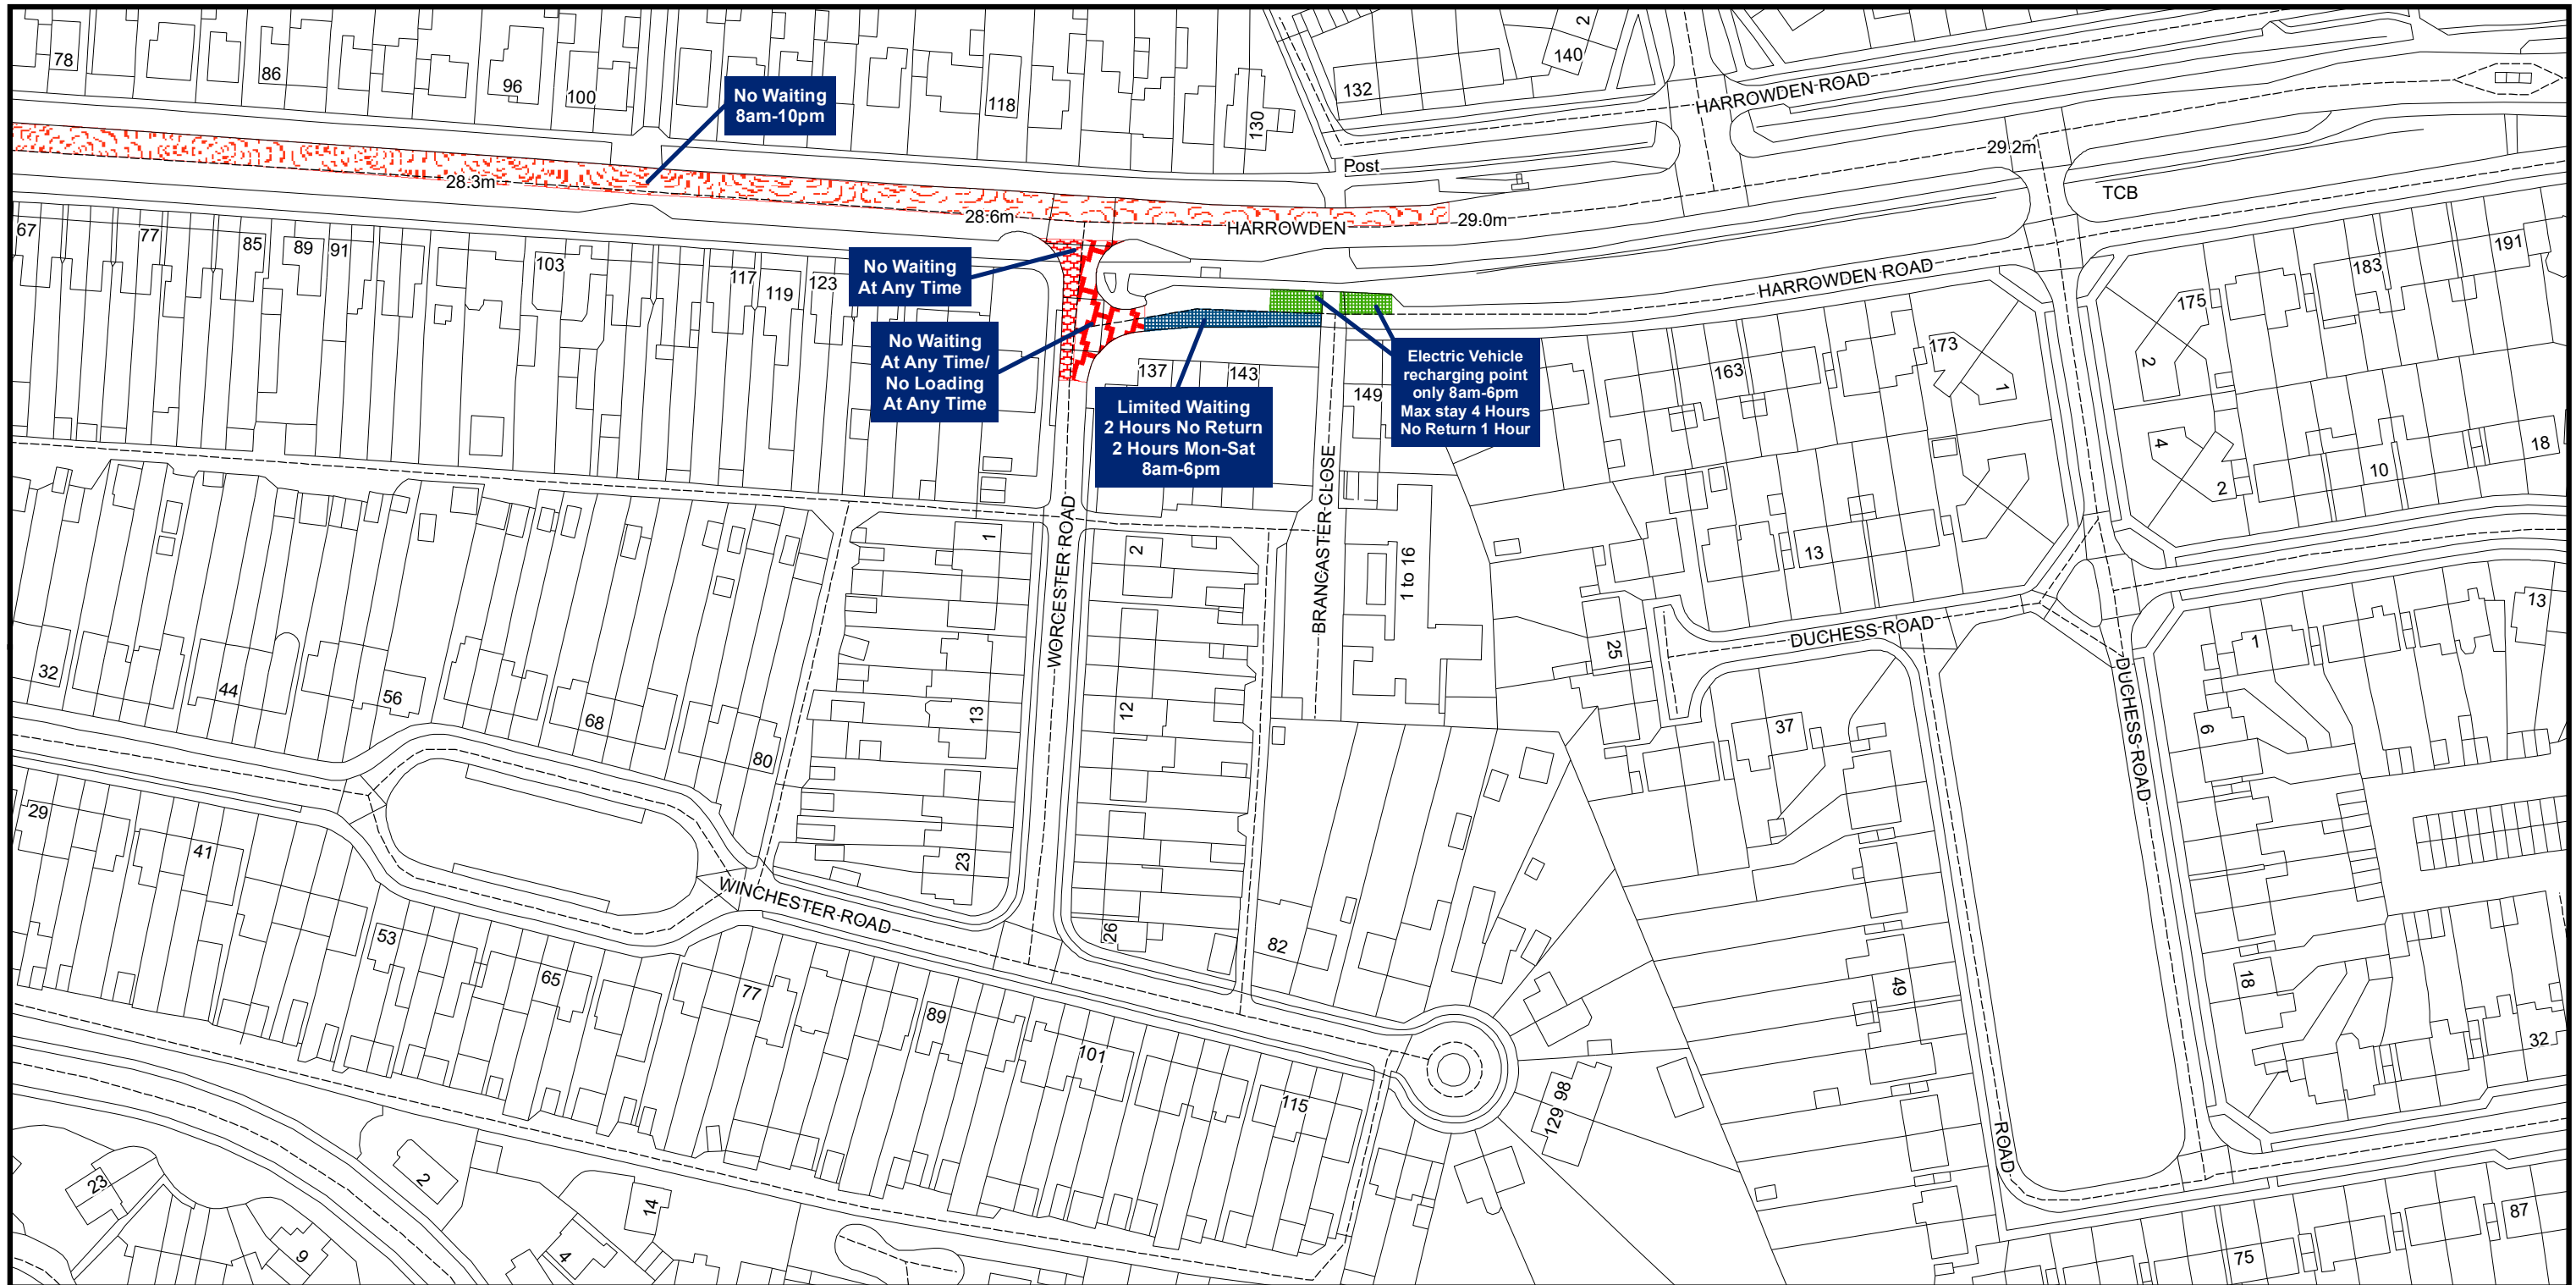 78
86
96
100
118
130
132
140
2
No Waiting
8am-10pm
HARROWDEN ROAD
Post
29.2m
TCB
28.3m
28.6m
HARROWDEN
29.0m
67
77
85
89
91
103
117
119
123
No Waiting
At Any Time
No Waiting
At Any Time/
No Loading
At Any Time
HARROWDEN ROAD
137
143
149
Limited Waiting
2 Hours No Return
2 Hours Mon-Sat
8am-6pm
Electric Vehicle
recharging point
only 8am-6pm
Max stay 4 Hours
No Return 1 Hour
163
173
1
175
2
183
191
4
2
10
18
WORCESTER ROAD
BRANCASTER CLOSE
1
2
1 to 16
13
25
DUCHESS ROAD
DUCHESS ROAD
1
13
6
32
44
56
68
80
13
12
37
29
41
23
WINCHESTER ROAD
26
82
53
65
77
89
101
115
129
98
49
18
32
ROAD
23
2
9
4
14
75
87